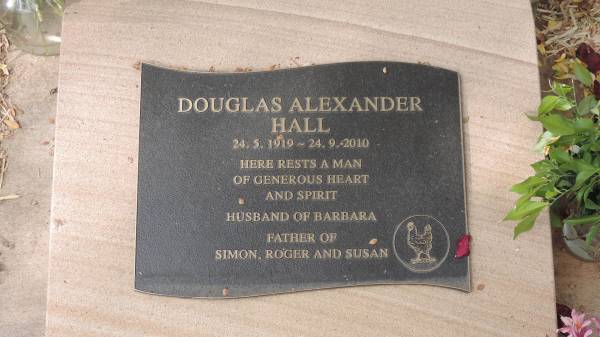 DOUGLAS ALEXANDER
HALL
24. 5. 1919 ~ 24. 9. 2010
HERE RESTS A MAN
OF GENEROUS HEART
AND SPIRIT
HUSBAND OF BARBARA
FATHER OF
SIMON, ROGER AND SUSAN